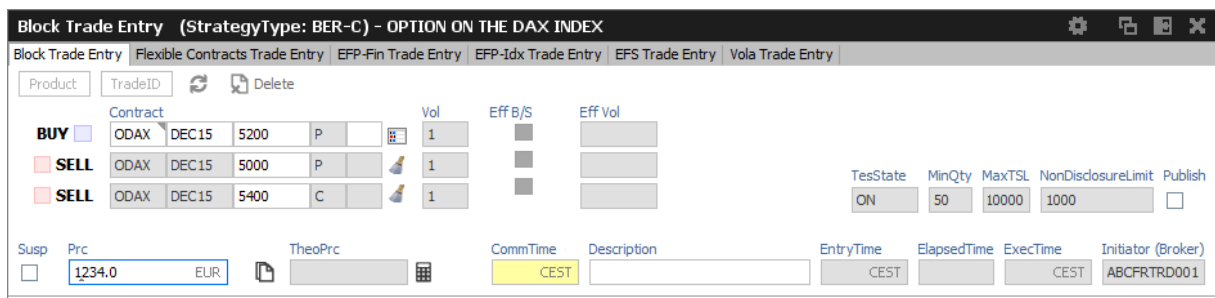 Block Trade Entry (StrategyType: BER-C) - OPTION ON THE DAX INDEX
Block Trade Entry Flexible Contracts Trade Entry EFP-Fin Trade Entry EFP-Idx Trade Entry EFS Trade Entry Vola Trade Entry
Product TradeID Delete
Contract Vol Eff B/S Eff Vol
BUY ODAX DEC15 5200 P 1
SELL ODAX DEC15 5000 P 1
TesState MinQty MaxTSL NonDisclosureLimit Publish
SELL ODAX DEC15 5400 C 1 ON 50 10000 1000
Susp Prc TheoPrc CommTime Description EntryTime ElapsedTime ExecTime Initiator (Broker)
1234.0 EUR CEST CEST CEST ABCFRTRD001